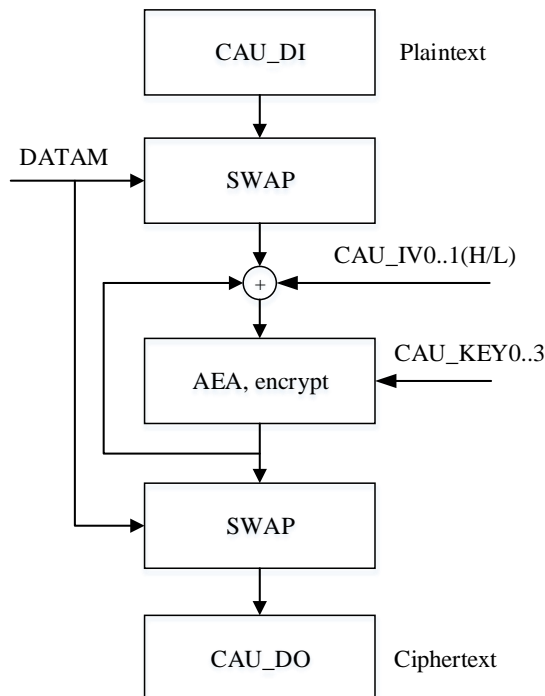 CAU_DI
Plaintext
DATAM
SWAP
CAU_IV0..1(H/L)
+
CAU_KEY0..3
AEA, encrypt
SWAP
CAU_DO
Ciphertext